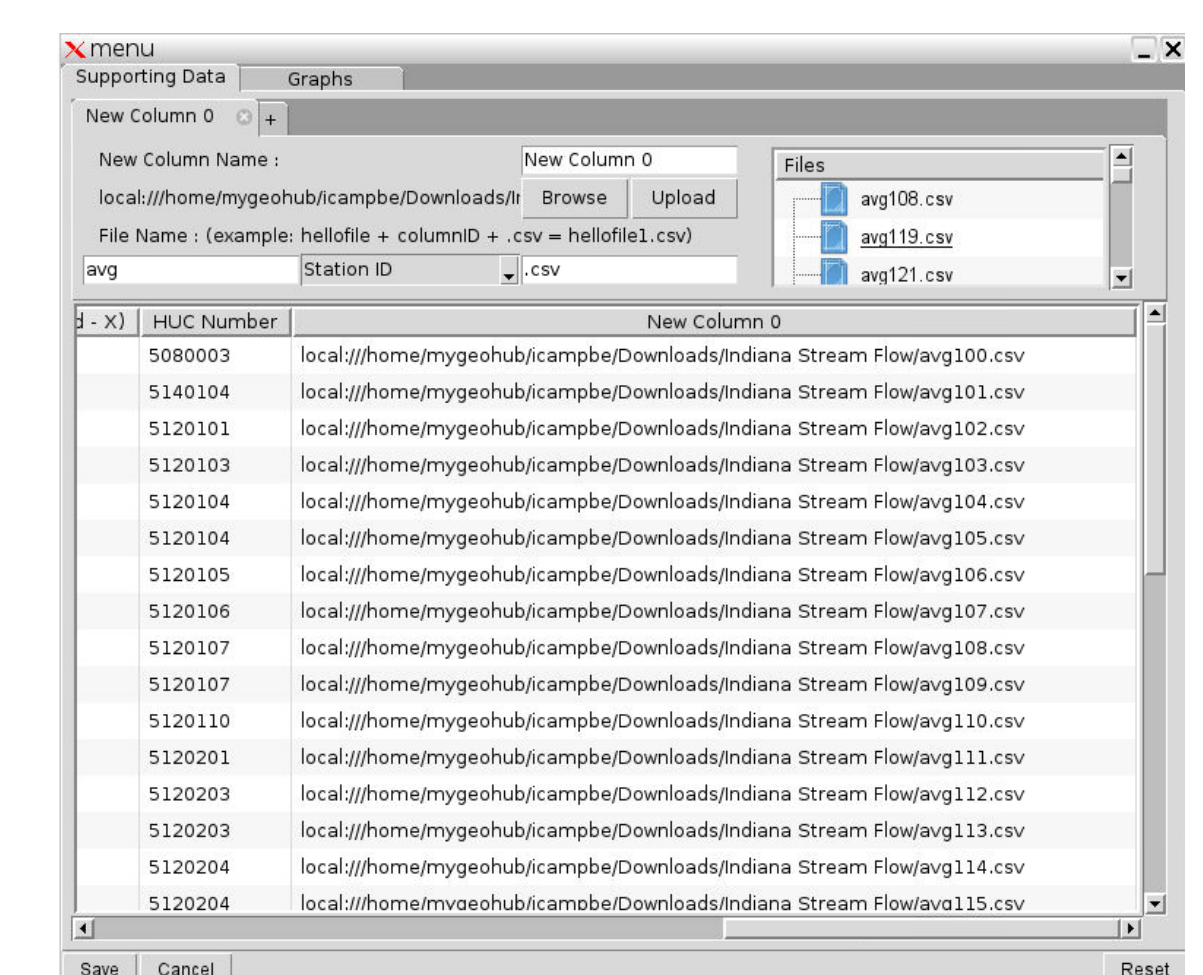 menu
Supporting Data Graphs
New Column 0 +
New Column Name : New Column 0
local:///home/mygeohub/icampbe/Downloads/Ir Browse Upload
File Name : (example: hellofile + columnID + .csv = hellofile1.csv)
avg Station ID .csv
Files
avg108.csv
avg119.csv
avg121.csv
d - X) HUC Number New Column 0
5080003 local:///home/mygeohub/icampbe/Downloads/Indiana Stream Flow/avg100.csv
5140104 local:///home/mygeohub/icampbe/Downloads/Indiana Stream Flow/avg101.csv
5120101 local:///home/mygeohub/icampbe/Downloads/Indiana Stream Flow/avg102.csv
5120103 local:///home/mygeohub/icampbe/Downloads/Indiana Stream Flow/avg103.csv
5120104 local:///home/mygeohub/icampbe/Downloads/Indiana Stream Flow/avg104.csv
5120104 local:///home/mygeohub/icampbe/Downloads/Indiana Stream Flow/avg105.csv
5120105 local:///home/mygeohub/icampbe/Downloads/Indiana Stream Flow/avg106.csv
5120106 local:///home/mygeohub/icampbe/Downloads/Indiana Stream Flow/avg107.csv
5120107 local:///home/mygeohub/icampbe/Downloads/Indiana Stream Flow/avg108.csv
5120107 local:///home/mygeohub/icampbe/Downloads/Indiana Stream Flow/avg109.csv
5120110 local:///home/mygeohub/icampbe/Downloads/Indiana Stream Flow/avg110.csv
5120201 local:///home/mygeohub/icampbe/Downloads/Indiana Stream Flow/avg111.csv
5120203 local:///home/mygeohub/icampbe/Downloads/Indiana Stream Flow/avg112.csv
5120203 local:///home/mygeohub/icampbe/Downloads/Indiana Stream Flow/avg113.csv
5120204 local:///home/mygeohub/icampbe/Downloads/Indiana Stream Flow/avg114.csv
5120204 local:///home/mygeohub/icampbe/Downloads/Indiana Stream Flow/avg115.csv
Save Cancel Reset